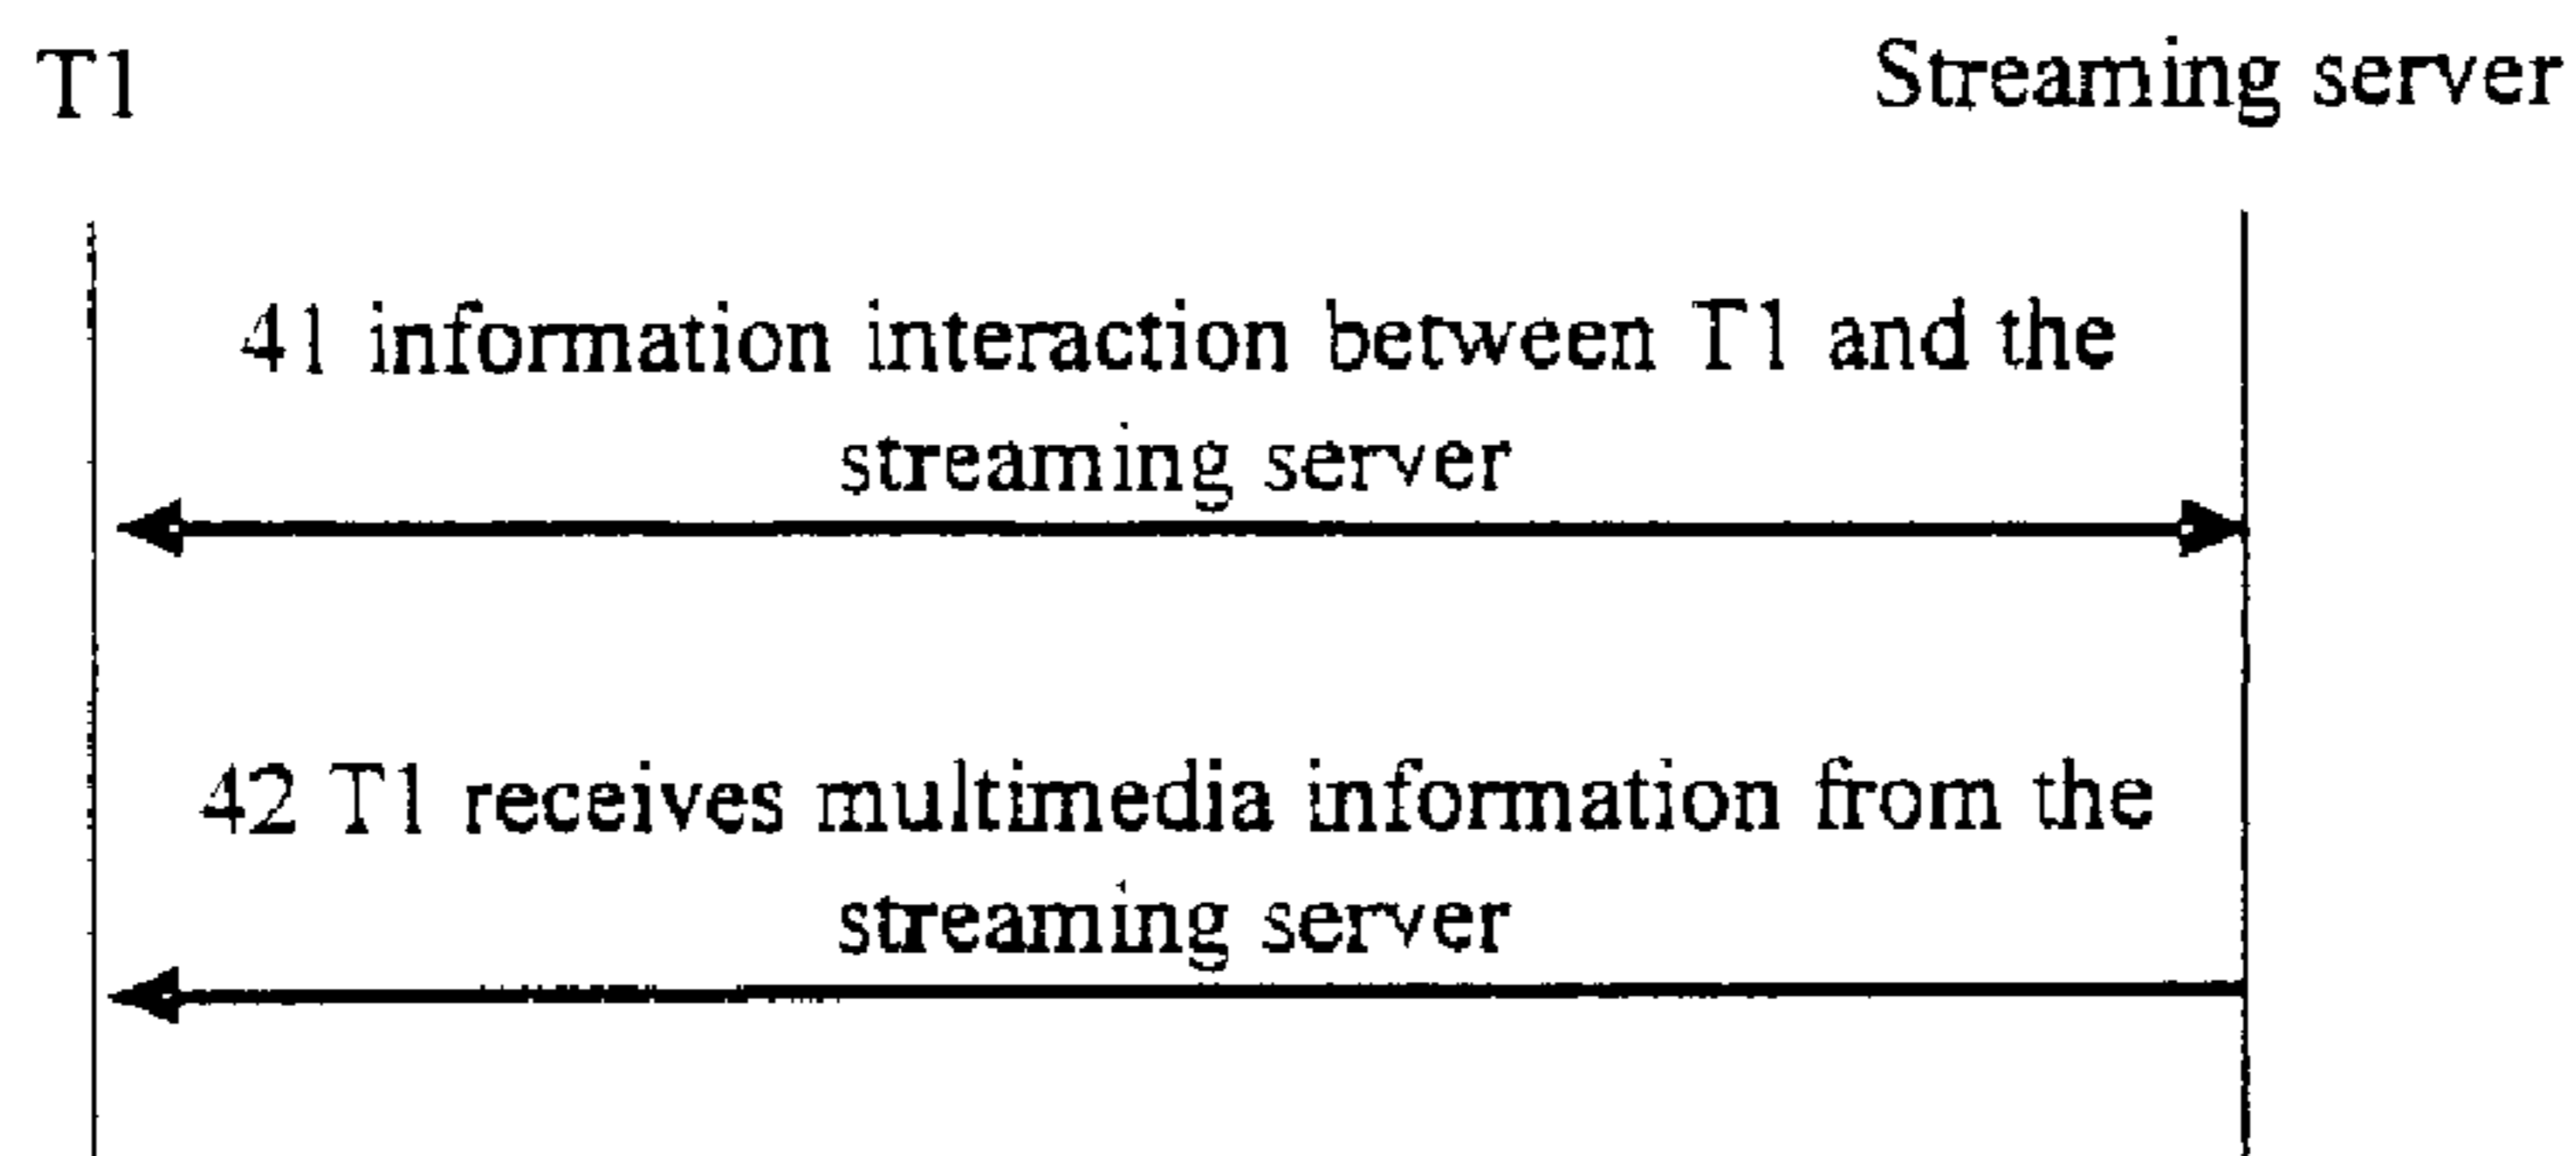 T1
Streaming server
41 information interaction between T1 and the
streaming server
42 T1 receives multimedia information from the
streaming server